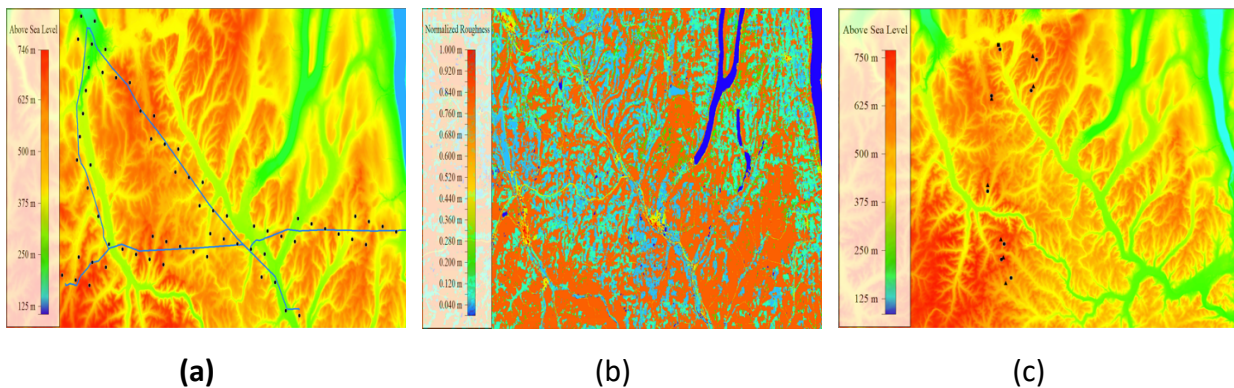 Above Sea Level
746 m
625 m
500 m
375 m
250 m
125 m
(a)
Normalized Roughness
1.000 m
0.960 m
0.840 m
0.760 m
0.680 m
0.600 m
0.520 m
0.440 m
0.360 m
0.280 m
0.200 m
0.120 m
0.040 m
(b)
Above Sea Level
750 m
625 m
500 m
375 m
250 m
125 m
(c)